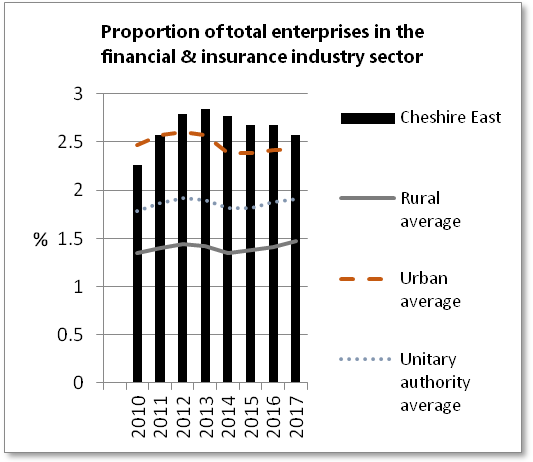 Proportion of total enterprises in the
financial & insurance industry sector
3
2.5
2
1.5
1
0.5
0
%
2010
2011
2012
2013
2014
2015
2016
2017
Cheshire East
Rural
average
Urban
average
Unitary
authority
average